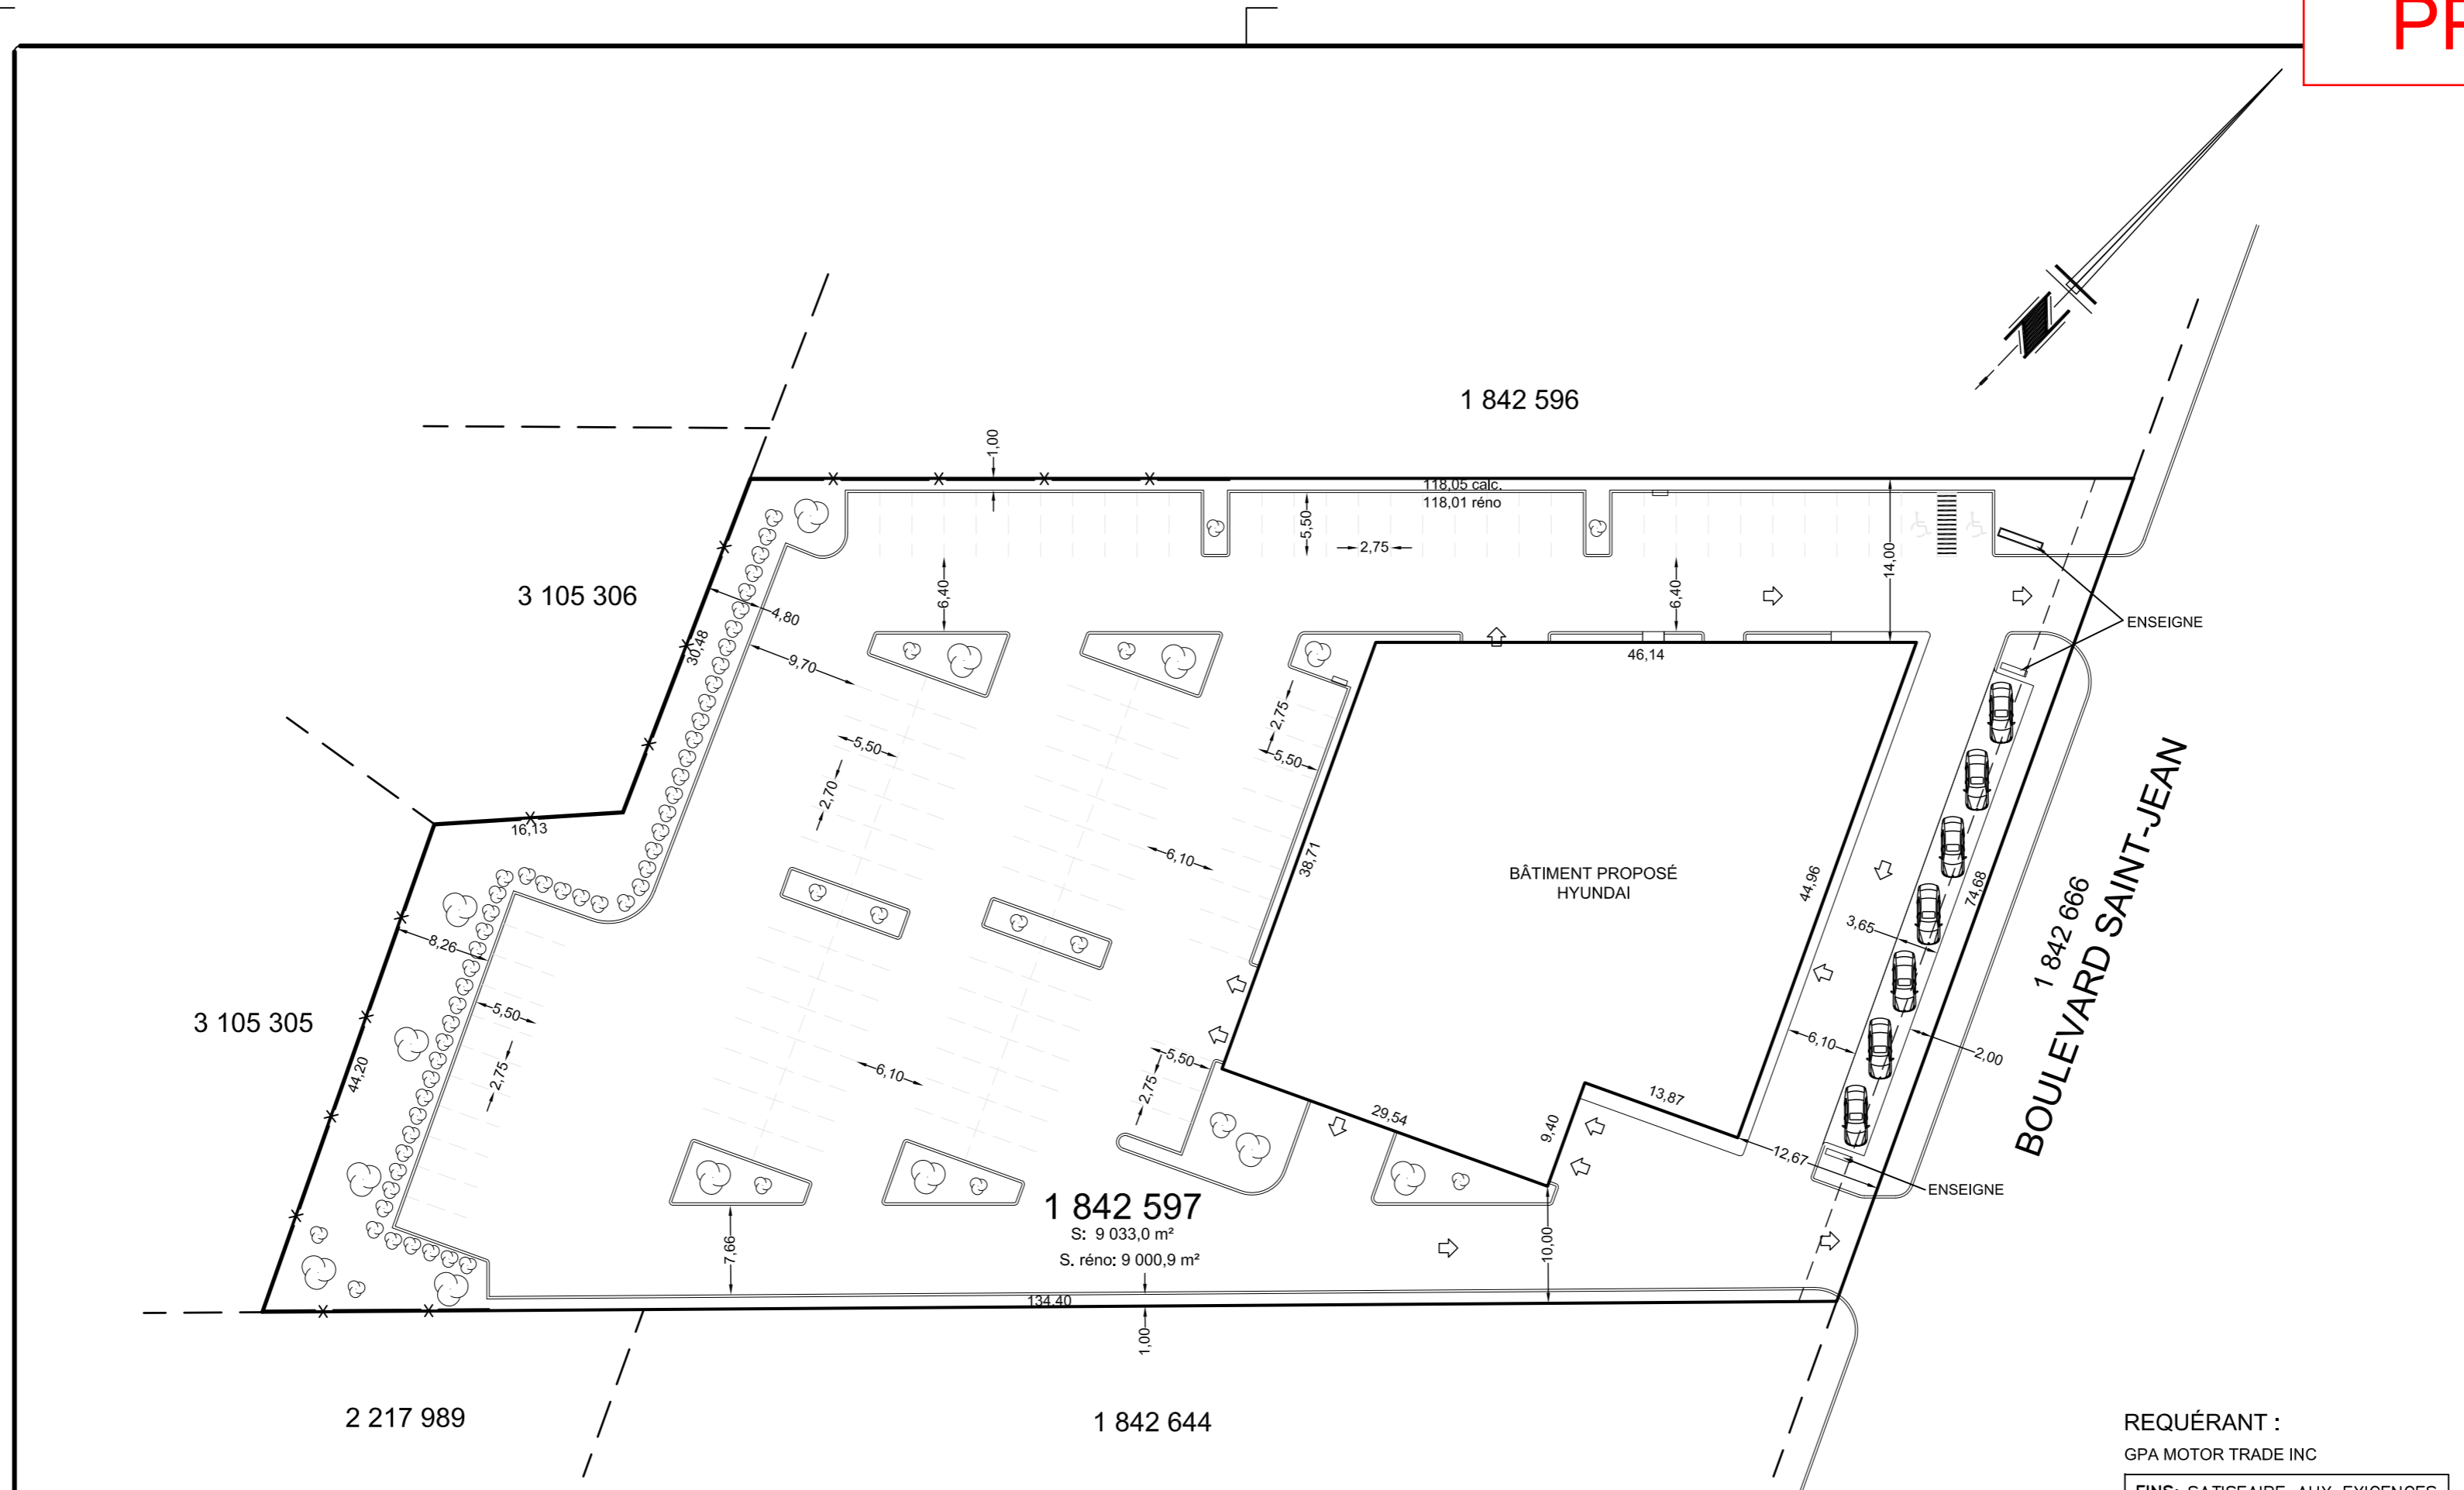 1 842 596
1,00
118,05 calc.
118,01 réno
5,50
2,75
14,00
6,40
6,40
ENSEIGNE
3 105 306
4,80
30,48
9,70
46,14
2,75
5,50
5,50
2,70
16,13
6,10
38,71
BÂTIMENT PROPOSÉ
HYUNDAI
44,96
3,65
74,68
1 842 666
BOULEVARD SAINT-JEAN
8,26
5,50
3 105 305
44,20
2,75
6,10
5,50
2,75
29,54
9,40
13,87
6,10
2,00
12,67
ENSEIGNE
1 842 597
S: 9 033,0 m²
S. réno: 9 000,9 m²
7,66
10,00
134,40
1,00
2 217 989
1 842 644
REQUÉRANT :
GPA MOTOR TRADE INC
FINS: SATISFAIRE AUX EXIGENCES